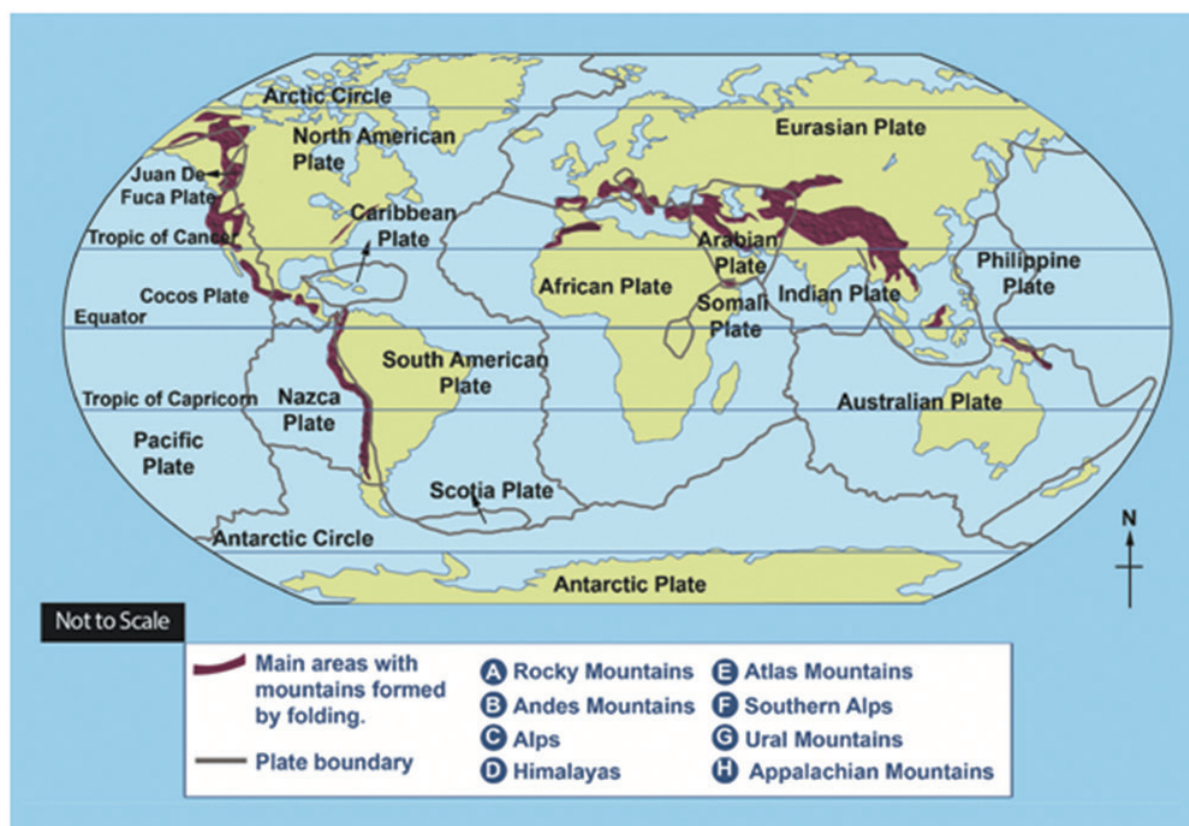 Arctic Circle
North American
Plate
Eurasian Plate
Juan De
Fuca Plate
Caribbean
Plate
Tropic of Cancer
Arabian
Plate
Philippine
Plate
Cocos Plate
African Plate
Somali
Plate
Indian Plate
Equator
South American
Plate
Tropic of Capricorn
Nazca
Plate
Australian Plate
Pacific
Plate
Scotia Plate
Antarctic Circle
Antarctic Plate
N
Not to Scale
Main areas with
mountains formed
by folding.
Plate boundary
A Rocky Mountains
B Andes Mountains
C Alps
D Himalayas
E Atlas Mountains
F Southern Alps
G Ural Mountains
H Appalachian Mountains